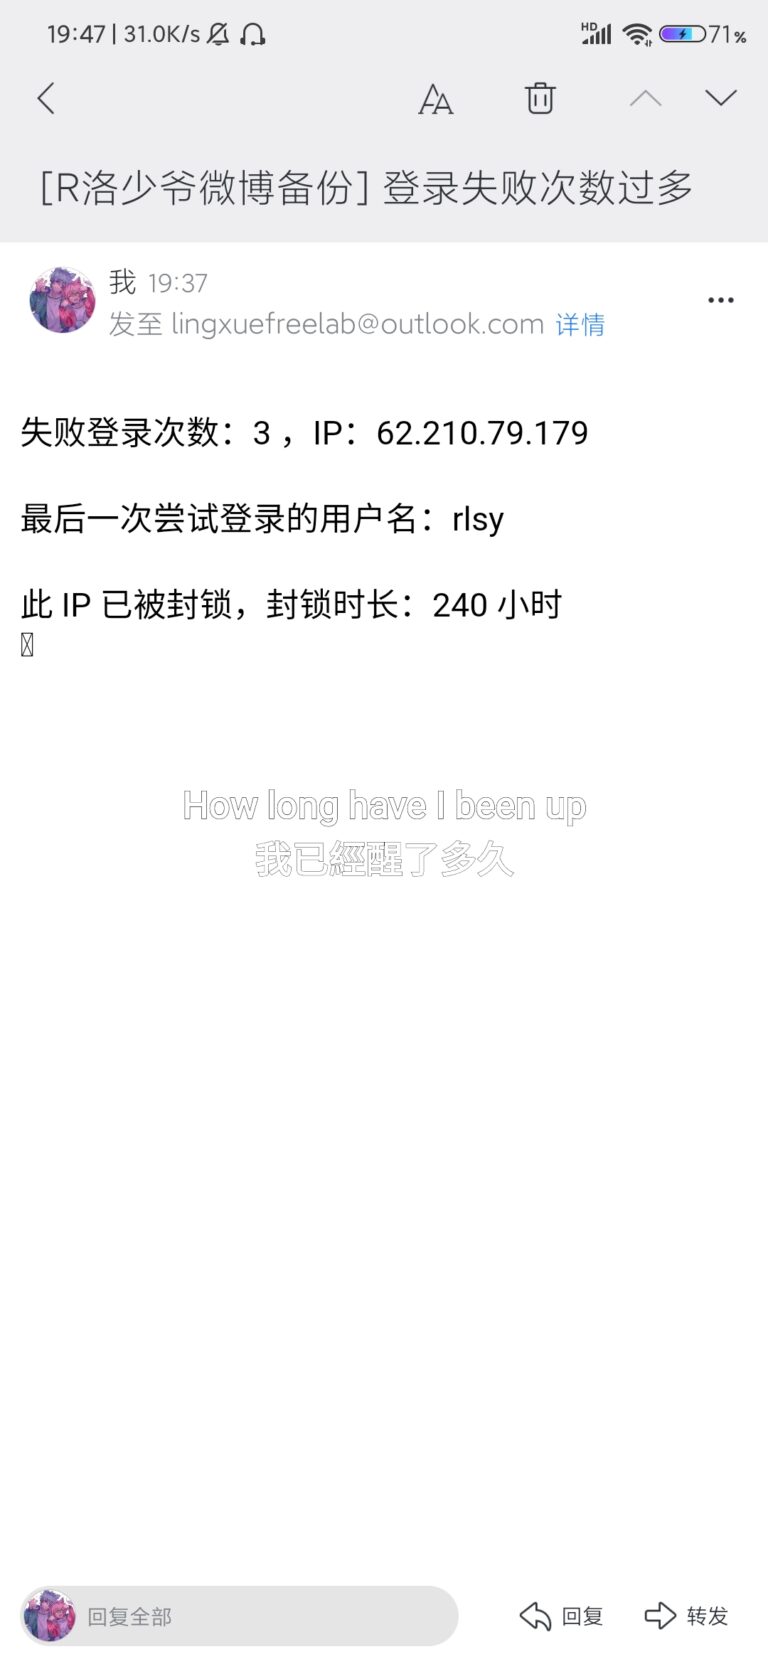 19:47 | 31.0K/s
HD 71%
[R洛少爷微博备份] 登录失败次数过多
我 19:37
发至 lingxuefreelab@outlook.com 详情
失败登录次数：3 ，IP：62.210.79.179
最后一次尝试登录的用户名：rlsy
此 IP 已被封锁，封锁时长：240 小时
How long have I been up
我已經醒了多久
回复全部 回复 转发